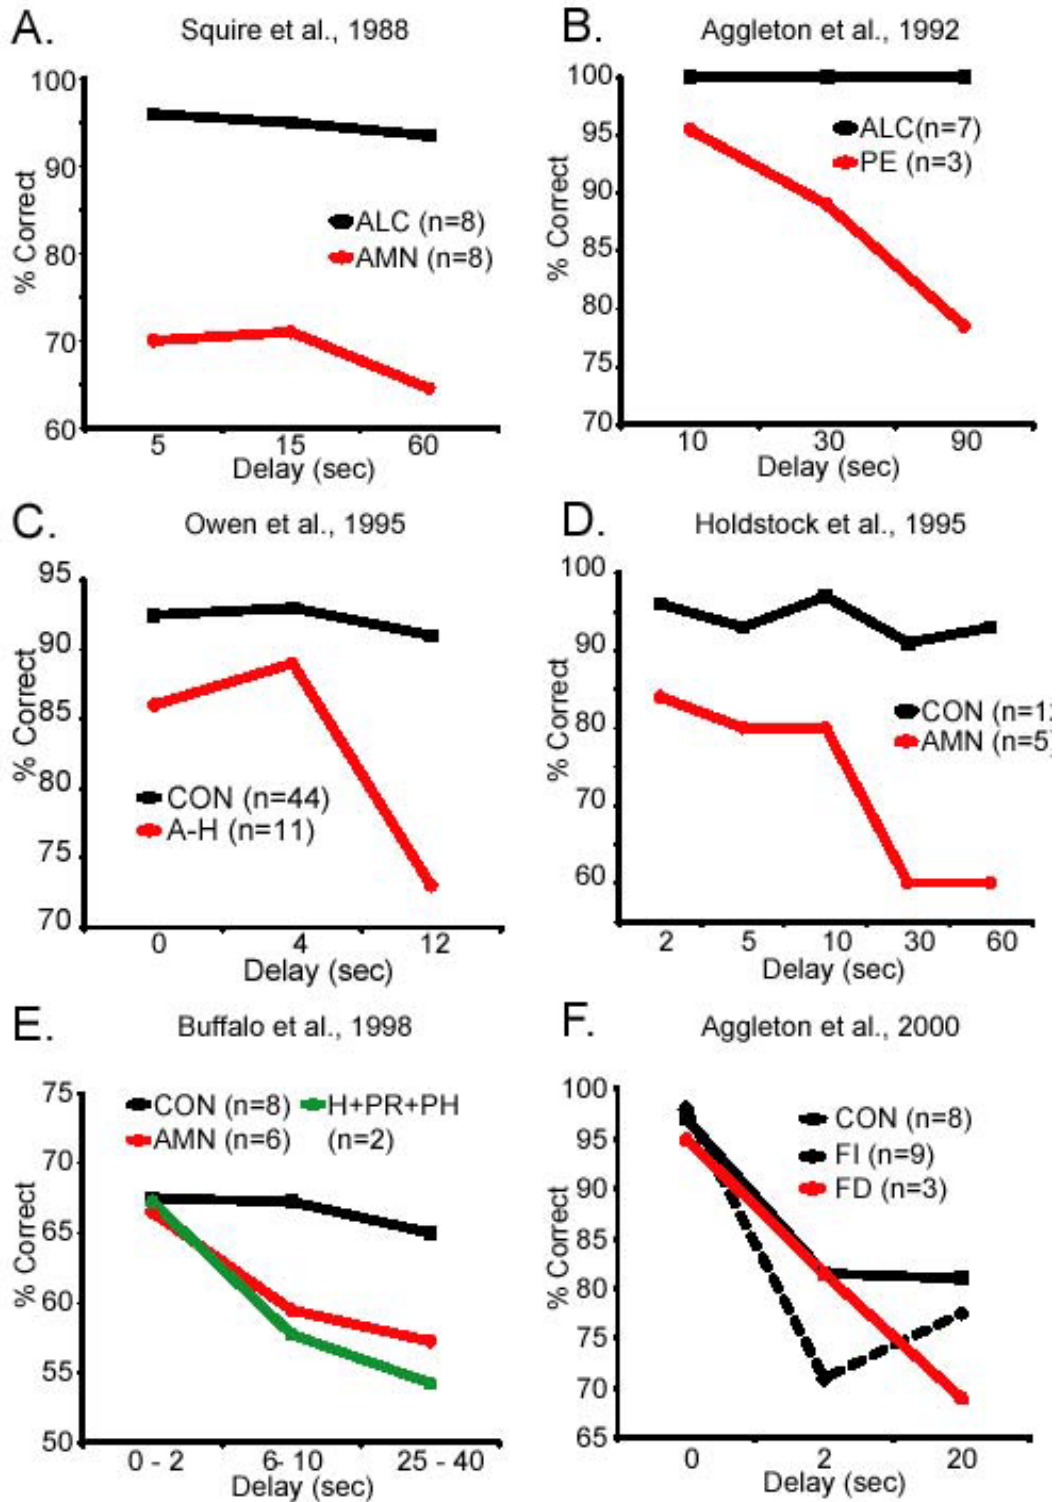 A. Squire et al., 1988
100
90
80
70
60
% Correct
ALC (n=8)
AMN (n=8)
5 15 60
Delay (sec)
B. Aggleton et al., 1992
100
95
90
85
80
75
70
% Correct
ALC(n=7)
PE (n=3)
10 30 90
Delay (sec)
C. Owen et al., 1995
95
90
85
80
75
70
% Correct
CON (n=44)
A-H (n=11)
0 4 12
Delay (sec)
D. Holdstock et al., 1995
100
90
80
70
60
% Correct
CON (n=1
AMN (n=5)
2 5 10 30 60
Delay (sec)
E. Buffalo et al., 1998
75
70
65
60
55
50
% Correct
CON (n=8) H+PR+PH
AMN (n=6) (n=2)
0 - 2 6- 10 25 - 40
Delay (sec)
F. Aggleton et al., 2000
100
95
90
85
80
75
70
65
% Correct
CON (n=8)
FI (n=9)
FD (n=3)
0 2 20
Delay (sec)